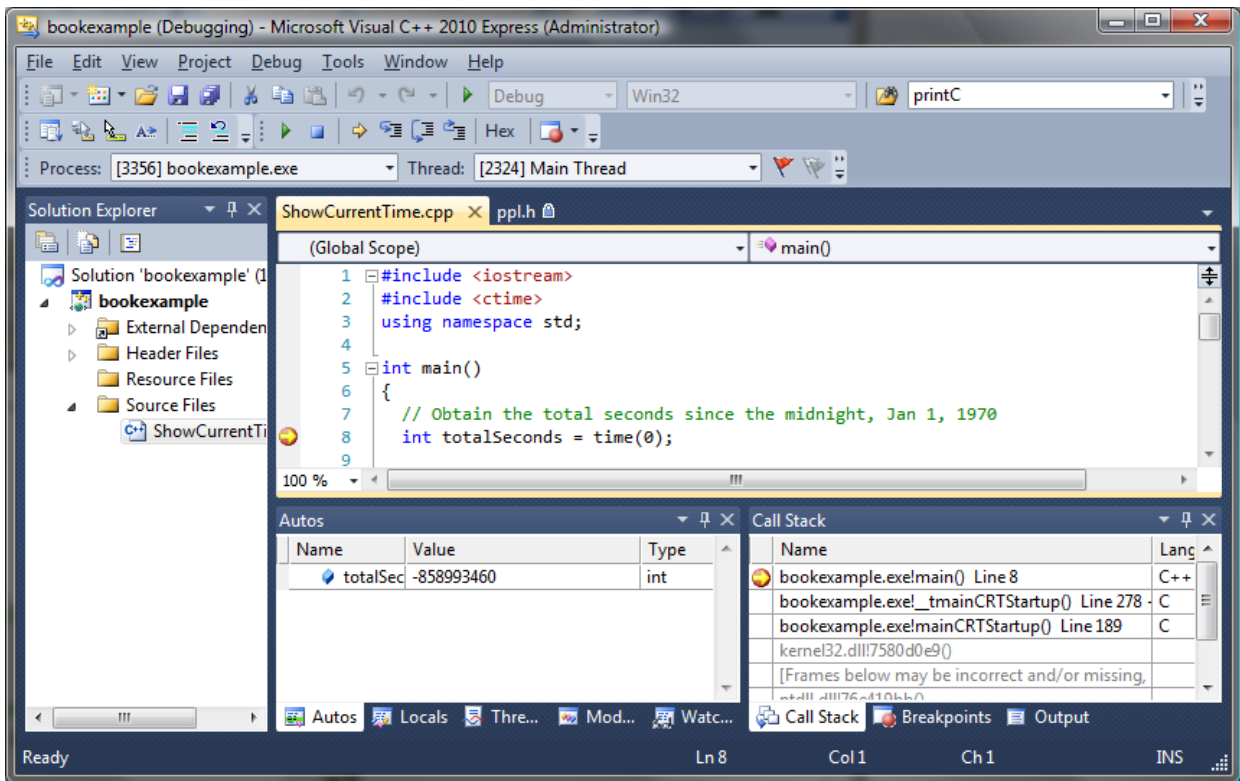 bookexample (Debugging) - Microsoft Visual C++ 2010 Express (Administrator)
File Edit View Project Debug Tools Window Help
Debug Win32 printC
Hex
Process: [3356] bookexample.exe Thread: [2324] Main Thread
Solution Explorer
Solution 'bookexample' (1
bookexample
External Dependen
Header Files
Resource Files
Source Files
ShowCurrentTi
ShowCurrentTime.cpp ppl.h
(Global Scope) main()
1 #include <iostream>
2 #include <ctime>
3 using namespace std;
4
5 int main()
6 {
7 // Obtain the total seconds since the midnight, Jan 1, 1970
8 int totalSeconds = time(0);
9
100 %
Autos
Name Value Type
totalSec -858993460 int
Autos Locals Thre... Mod... Watc...
Call Stack
Name Lang
bookexample.exe!main() Line 8 C++
bookexample.exe!__tmainCRTStartup() Line 278 - C
bookexample.exe!mainCRTStartup() Line 189 C
kernel32.dll!7580d0e9()
[Frames below may be incorrect and/or missing,
Call Stack Breakpoints Output
Ready Ln 8 Col 1 Ch 1 INS